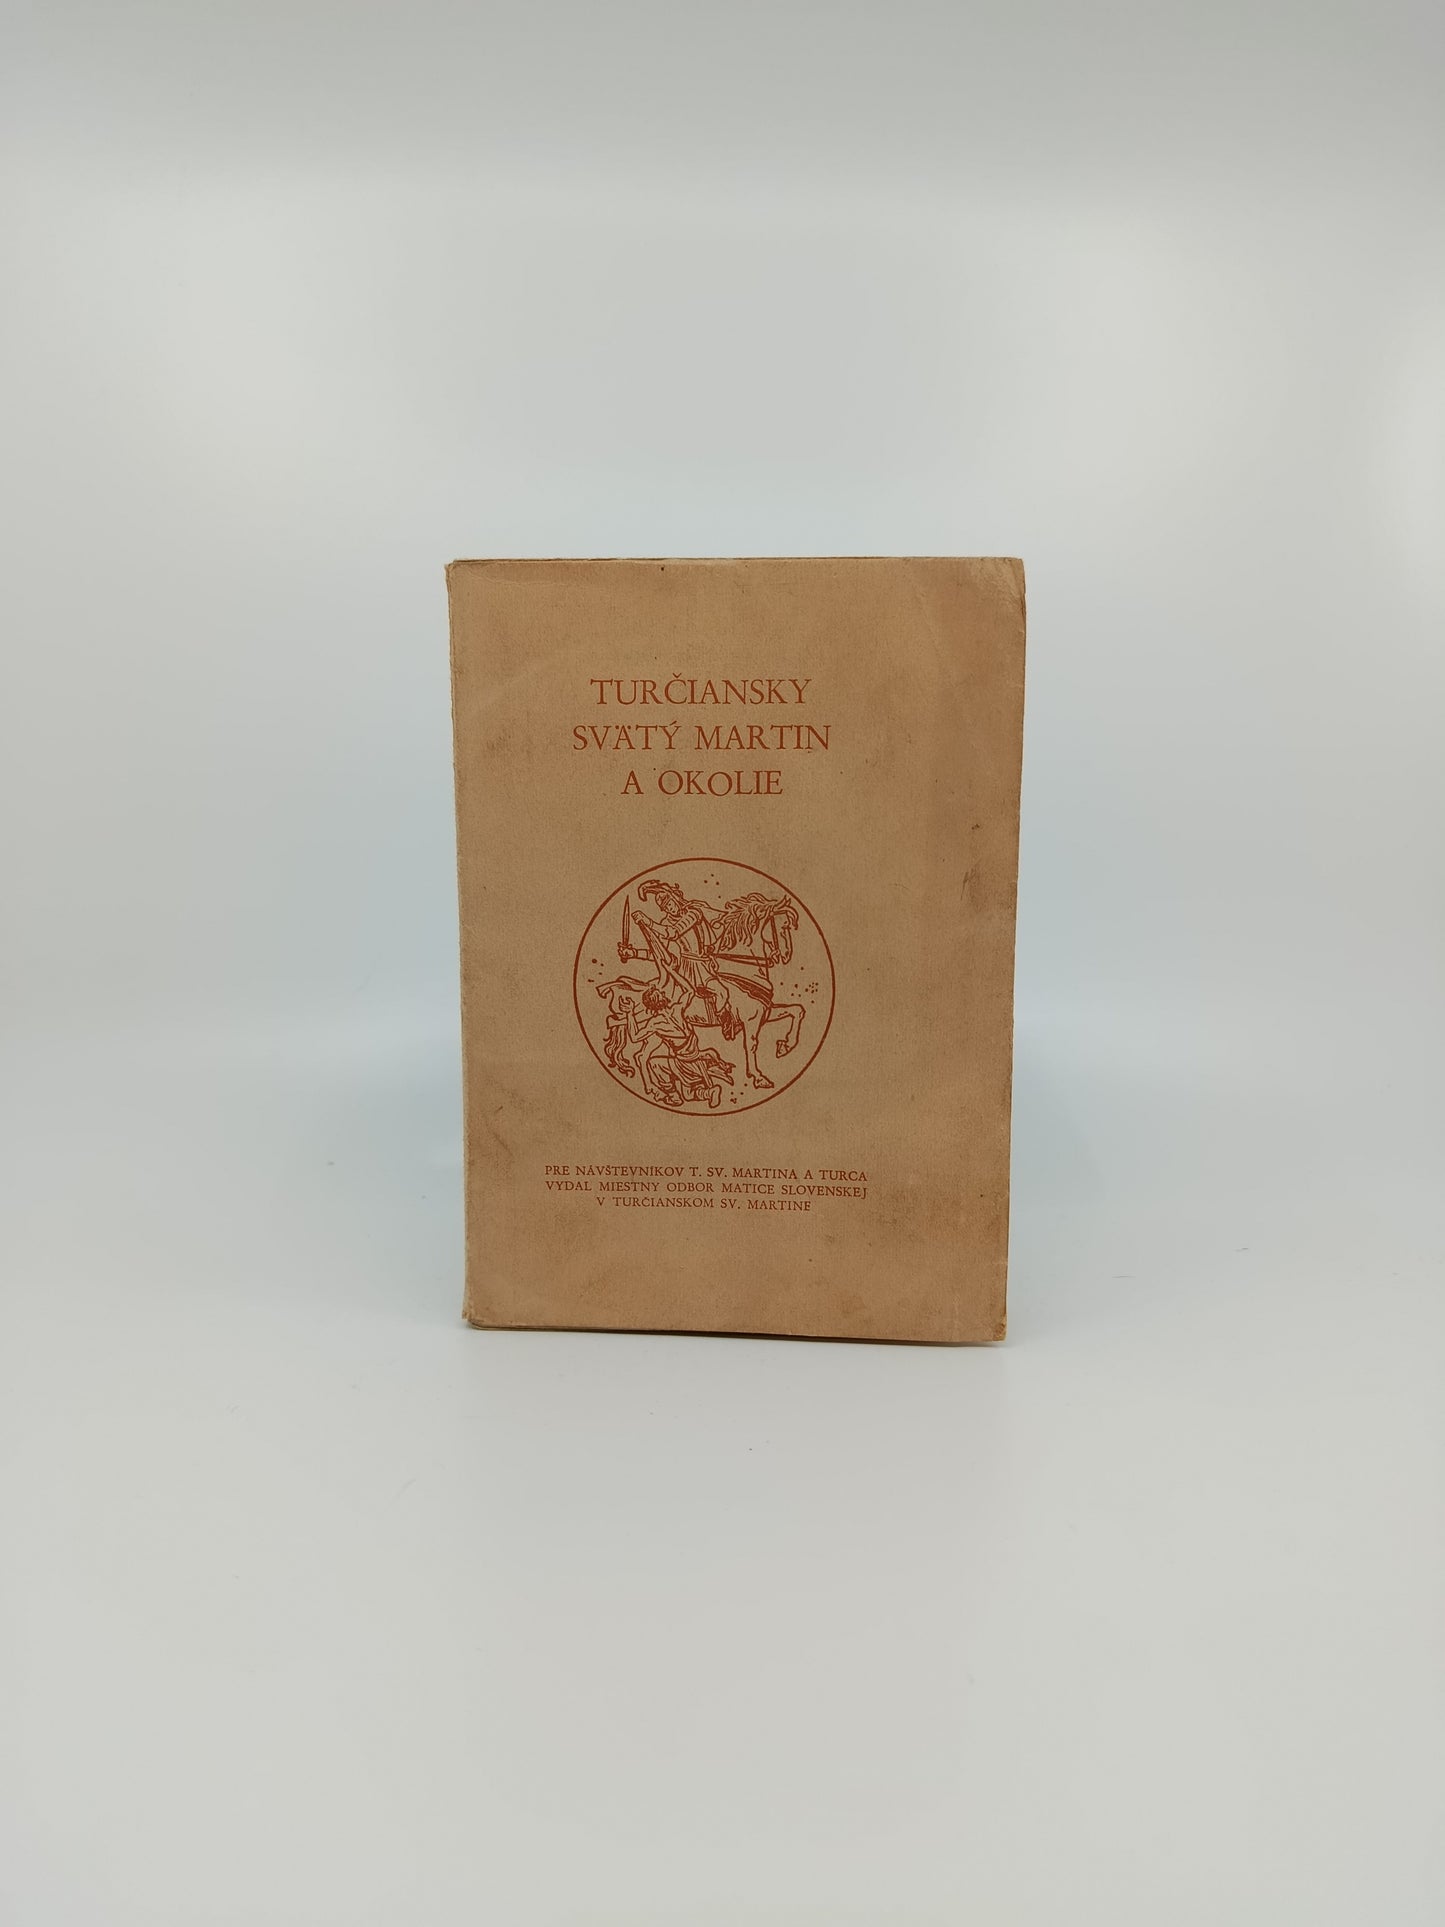 TURČIANSKY
SVÄTÝ MARTIN
A OKOLIE
PRE NÁVŠTEVNÍKOV T. SV. MARTINA A TURCA
VYDAL MIESTNY ODBOR MATICE SLOVENSKEJ
V TURČIANSKOM SV. MARTINE